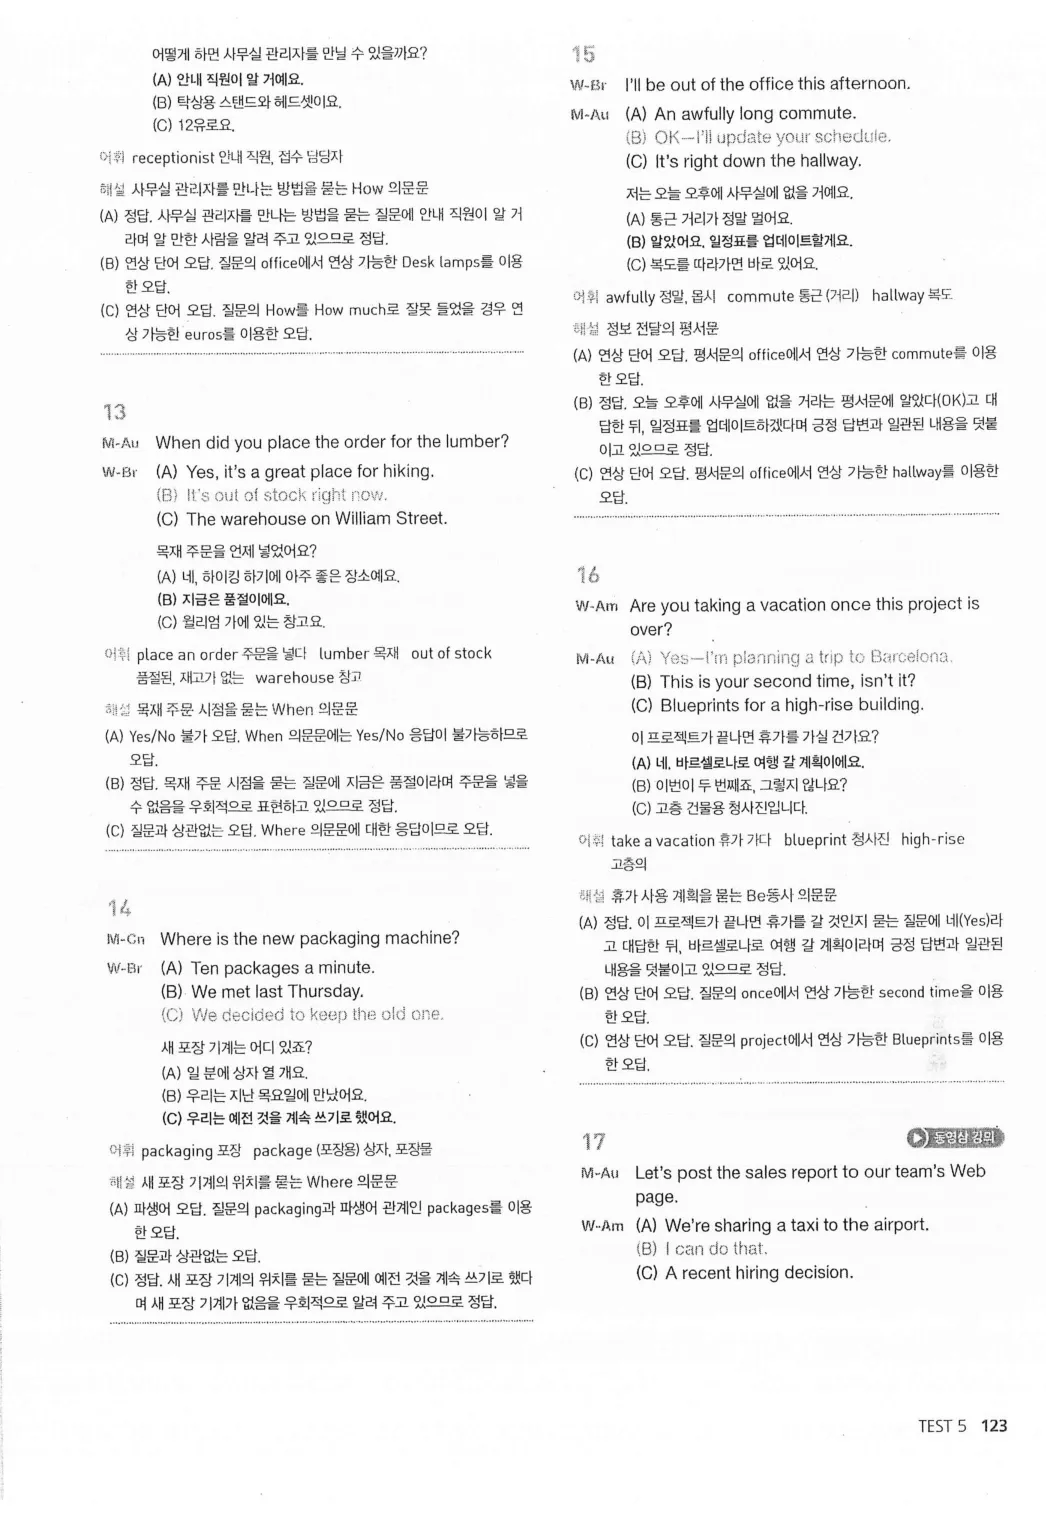 어떻게 하면 사무실 관리자를 만날 수 있을까요?
(A) 안내 직원이 알 거예요.
(B) 탁상용 스탠드와 헤드셋이요.
(C) 12유로요.
어휘 receptionist 안내 직원, 접수 담당자
해설 사무실 관리자를 만나는 방법을 묻는 How 의문문
(A) 정답. 사무실 관리자를 만나는 방법을 묻는 질문에 안내 직원이 알 거
라며 알 만한 사람을 알려 주고 있으므로 정답.
(B) 연상 단어 오답. 질문의 office에서 연상 가능한 Desk lamps를 이용
한 오답.
(C) 연상 단어 오답. 질문의 How를 How much로 잘못 들었을 경우 연
상 가능한 euros를 이용한 오답.
13
M-Au When did you place the order for the lumber?
W-Br (A) Yes, it's a great place for hiking.
(B) It's out of stock right now.
(C) The warehouse on William Street.
목재 주문을 언제 넣었어요?
(A) 네, 하이킹 하기에 아주 좋은 장소예요.
(B) 지금은 품절이에요.
(C) 윌리엄 가에 있는 창고요.
어휘 place an order 주문을 넣다 lumber 목재 out of stock
품절된, 재고가 없는 warehouse 창고
해설 목재 주문 시점을 묻는 When 의문문
(A) Yes/No 불가 오답. When 의문문에는 Yes/No 응답이 불가능하므로
오답.
(B) 정답. 목재 주문 시점을 묻는 질문에 지금은 품절이라며 주문을 넣을
수 없음을 우회적으로 표현하고 있으므로 정답.
(C) 질문과 상관없는 오답. Where 의문문에 대한 응답이므로 오답.
14
M-Cn Where is the new packaging machine?
W-Br (A) Ten packages a minute.
(B) We met last Thursday.
(C) We decided to keep the old one.
새 포장 기계는 어디 있죠?
(A) 일 분에 상자 열 개요.
(B) 우리는 지난 목요일에 만났어요.
(C) 우리는 예전 것을 계속 쓰기로 했어요.
어휘 packaging 포장 package (포장용) 상자, 포장물
해설 새 포장 기계의 위치를 묻는 Where 의문문
(A) 파생어 오답. 질문의 packaging과 파생어 관계인 packages를 이용
한 오답.
(B) 질문과 상관없는 오답.
(C) 정답. 새 포장 기계의 위치를 묻는 질문에 예전 것을 계속 쓰기로 했다
며 새 포장 기계가 없음을 우회적으로 알려 주고 있으므로 정답.
15
W-Br I'll be out of the office this afternoon.
M-Au (A) An awfully long commute.
(B) OK—I'll update your schedule.
(C) It's right down the hallway.
저는 오늘 오후에 사무실에 없을 거예요.
(A) 통근 거리가 정말 멀어요.
(B) 알았어요. 일정표를 업데이트할게요.
(C) 복도를 따라가면 바로 있어요.
어휘 awfully 정말, 몹시 commute 통근 (거리) hallway 복도
해설 정보 전달의 평서문
(A) 연상 단어 오답. 평서문의 office에서 연상 가능한 commute를 이용
한 오답.
(B) 정답. 오늘 오후에 사무실에 없을 거라는 평서문에 알았다(OK)고 대
답한 뒤, 일정표를 업데이트하겠다며 긍정 답변과 일관된 내용을 덧붙
이고 있으므로 정답.
(C) 연상 단어 오답. 평서문의 office에서 연상 가능한 hallway를 이용한
오답.
16
W-Am Are you taking a vacation once this project is
over?
M-Au (A) Yes—I'm planning a trip to Barcelona.
(B) This is your second time, isn't it?
(C) Blueprints for a high-rise building.
이 프로젝트가 끝나면 휴가를 가실 건가요?
(A) 네. 바르셀로나로 여행 갈 계획이에요.
(B) 이번이 두 번째죠, 그렇지 않나요?
(C) 고층 건물용 청사진입니다.
어휘 take a vacation 휴가 가다 blueprint 청사진 high-rise
고층의
해설 휴가 사용 계획을 묻는 Be동사 의문문
(A) 정답. 이 프로젝트가 끝나면 휴가를 갈 것인지 묻는 질문에 네(Yes)라
고 대답한 뒤, 바르셀로나로 여행 갈 계획이라며 긍정 답변과 일관된
내용을 덧붙이고 있으므로 정답.
(B) 연상 단어 오답. 질문의 once에서 연상 가능한 second time을 이용
한 오답.
(C) 연상 단어 오답. 질문의 project에서 연상 가능한 Blueprints를 이용
한 오답.
17 동영상 강의
M-Au Let's post the sales report to our team's Web
page.
W-Am (A) We're sharing a taxi to the airport.
(B) I can do that.
(C) A recent hiring decision.
TEST 5 123